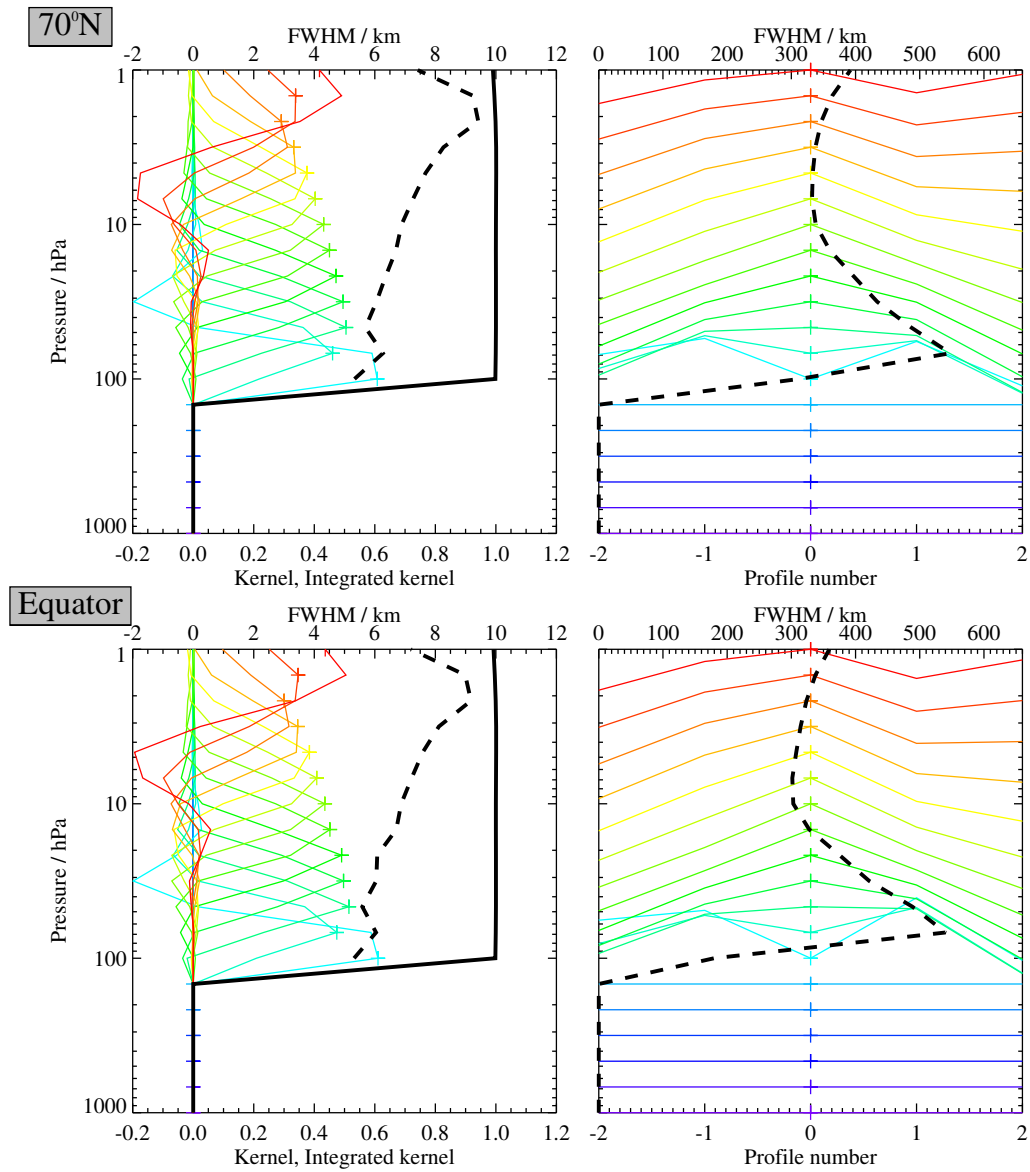 70⁰N
FWHM / km
FWHM / km
-2 0 2 4 6 8 10 12
0 100 200 300 400 500 600
1
10
100
1000
Pressure / hPa
-0.2 0.0 0.2 0.4 0.6 0.8 1.0 1.2
-2 -1 0 1 2
Kernel, Integrated kernel
Profile number
Equator
FWHM / km
FWHM / km
-2 0 2 4 6 8 10 12
0 100 200 300 400 500 600
1
10
100
1000
Pressure / hPa
-0.2 0.0 0.2 0.4 0.6 0.8 1.0 1.2
-2 -1 0 1 2
Kernel, Integrated kernel
Profile number